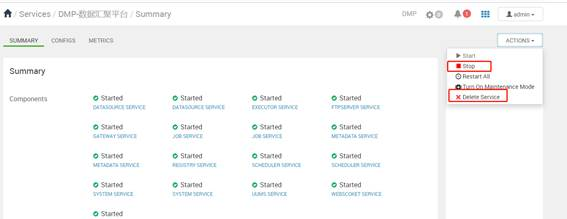 / Services / DMP-数据汇聚平台 / Summary
DMP 0 1 admin
SUMMARY CONFIGS METRICS ACTIONS
Start
Stop
Restart All
Turn On Maintenance Mode
Delete Service
Summary
Components
Started Started Started Started
DATASOURCE SERVICE DATASOURCE SERVICE EXECUTOR SERVICE FTPSERVER SERVICE
Started Started Started Started
GATEWAY SERVICE JOB SERVICE JOB SERVICE METADATA SERVICE
Started Started Started Started
METADATA SERVICE REGISTRY SERVICE SCHEDULER SERVICE SCHEDULER SERVICE
Started Started Started Started
SYSTEM SERVICE SYSTEM SERVICE UUMS SERVICE WEBSCOKET SERVICE
Started